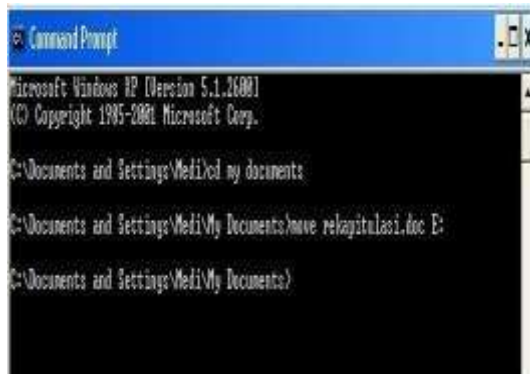 Command Prompt
Microsoft Windows XP [Version 5.1.2600]
(C) Copyright 1985-2001 Microsoft Corp.
C:\Documents and Settings\Medi>cd my documents
C:\Documents and Settings\Medi\My Documents>move rekapitulasi.doc E:
C:\Documents and Settings\Medi\My Documents>